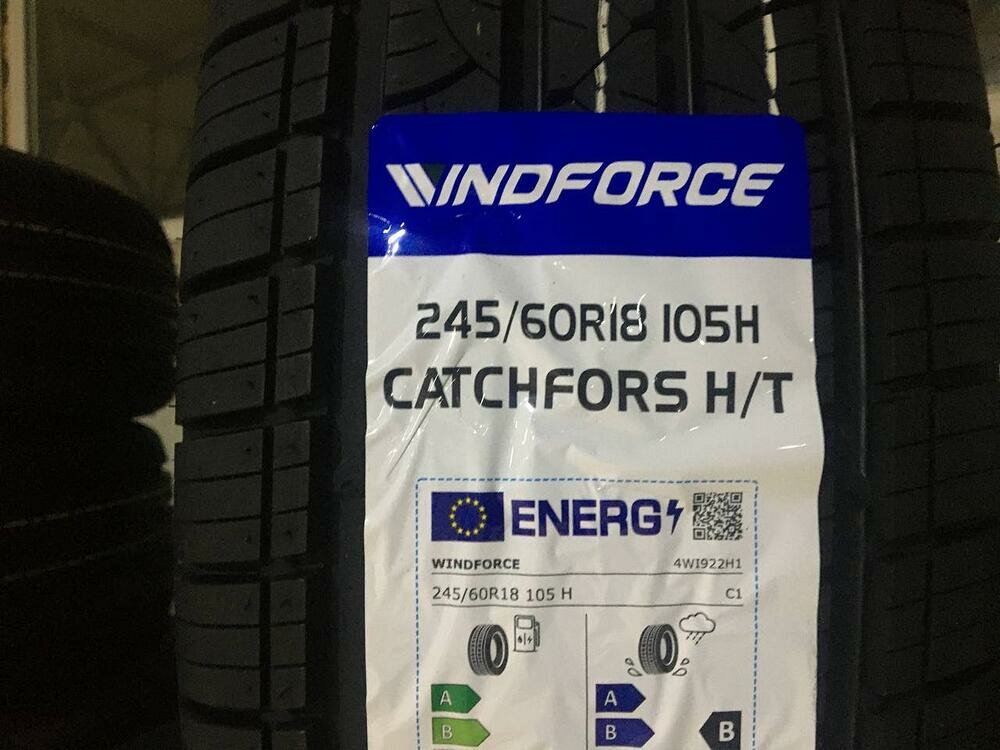 WINDFORCE
245/60R18 105H
CATCHFORS H/T
ENERG
WINDFORCE 4WI922H1
245/60R18 105 H C1
A A
B B B